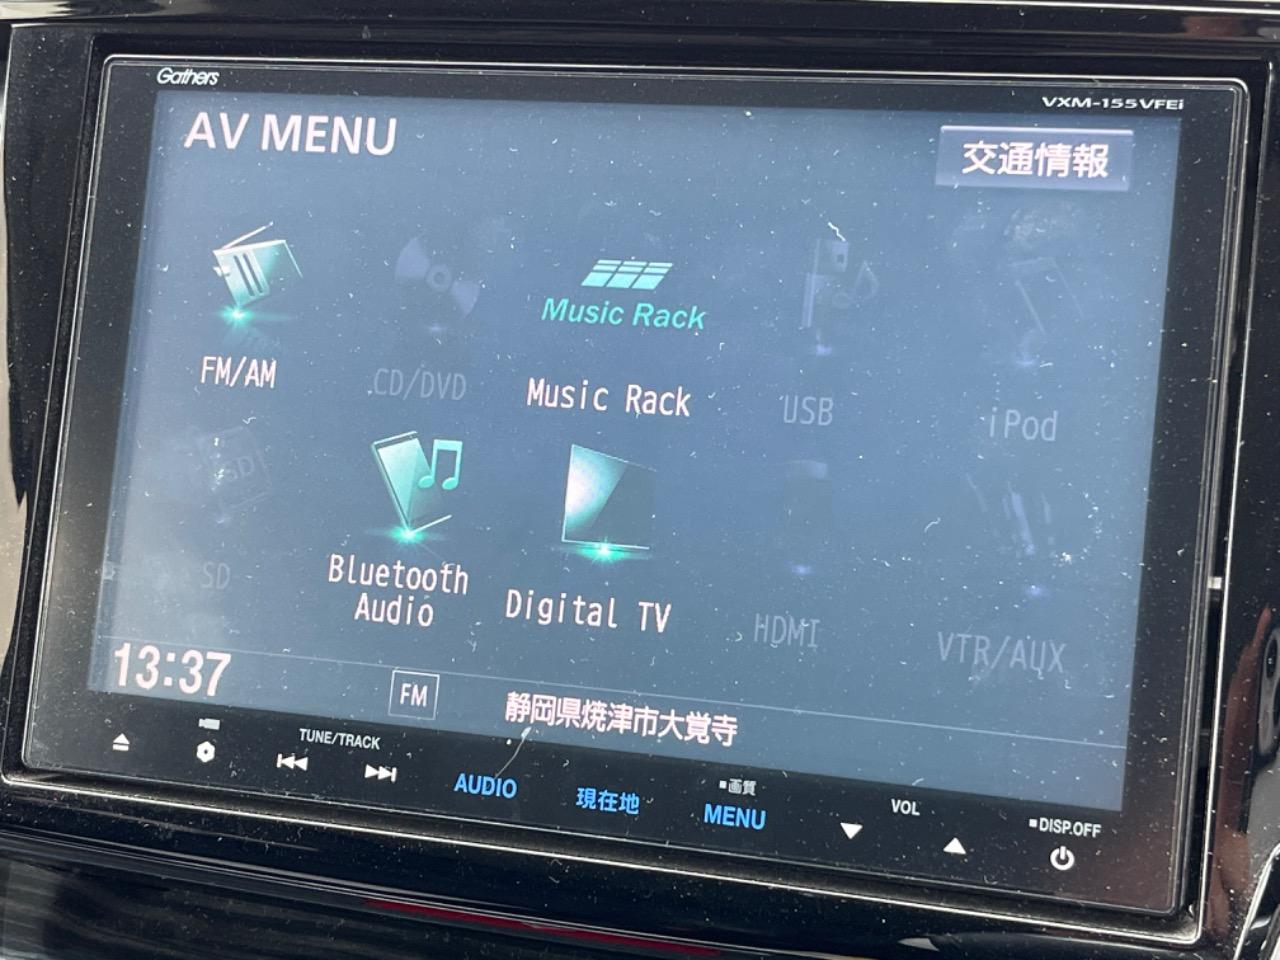 Gathers
VXM-155VFEi
AV MENU
交通情報
Music Rack
FM/AM
CD/DVD
Music Rack
USB
iPod
SD
SD
Bluetooth
Audio
Digital TV
HDMI
VTR/AUX
13:37
FM
静岡県焼津市大覚寺
TUNE/TRACK
AUDIO
現在地
■画質
MENU
VOL
■DISP.OFF